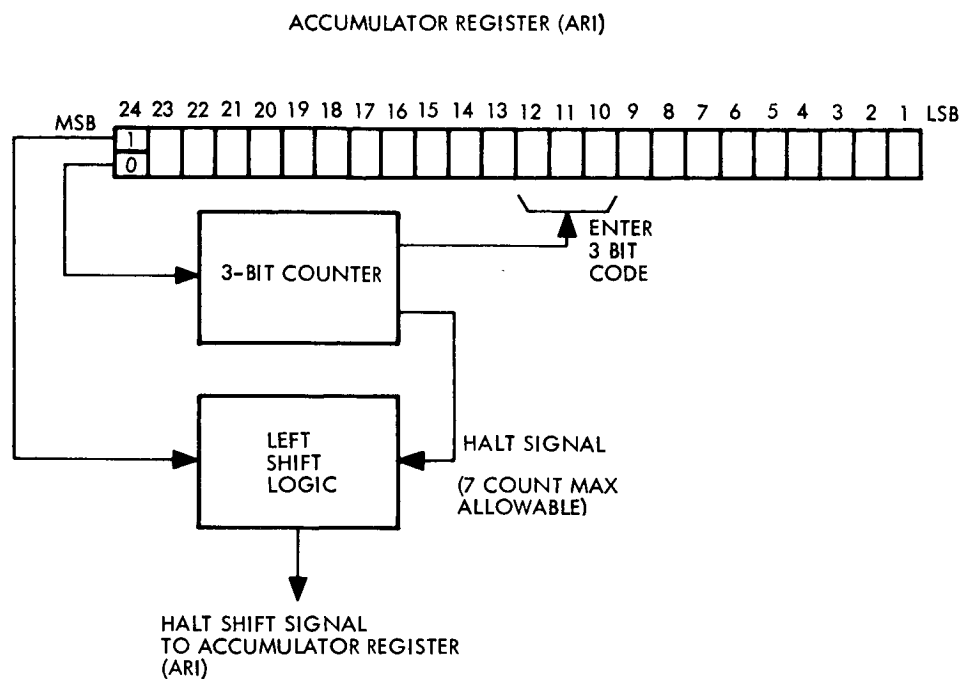 ACCUMULATOR REGISTER (ARI)
24 23 22 21 20 19 18 17 16 15 14 13 12 11 10 9 8 7 6 5 4 3 2 1
MSB
LSB
1
0
ENTER
3 BIT
CODE
3-BIT COUNTER
LEFT
SHIFT
LOGIC
HALT SIGNAL
(7 COUNT MAX
ALLOWABLE)
HALT SHIFT SIGNAL
TO ACCUMULATOR REGISTER
(ARI)